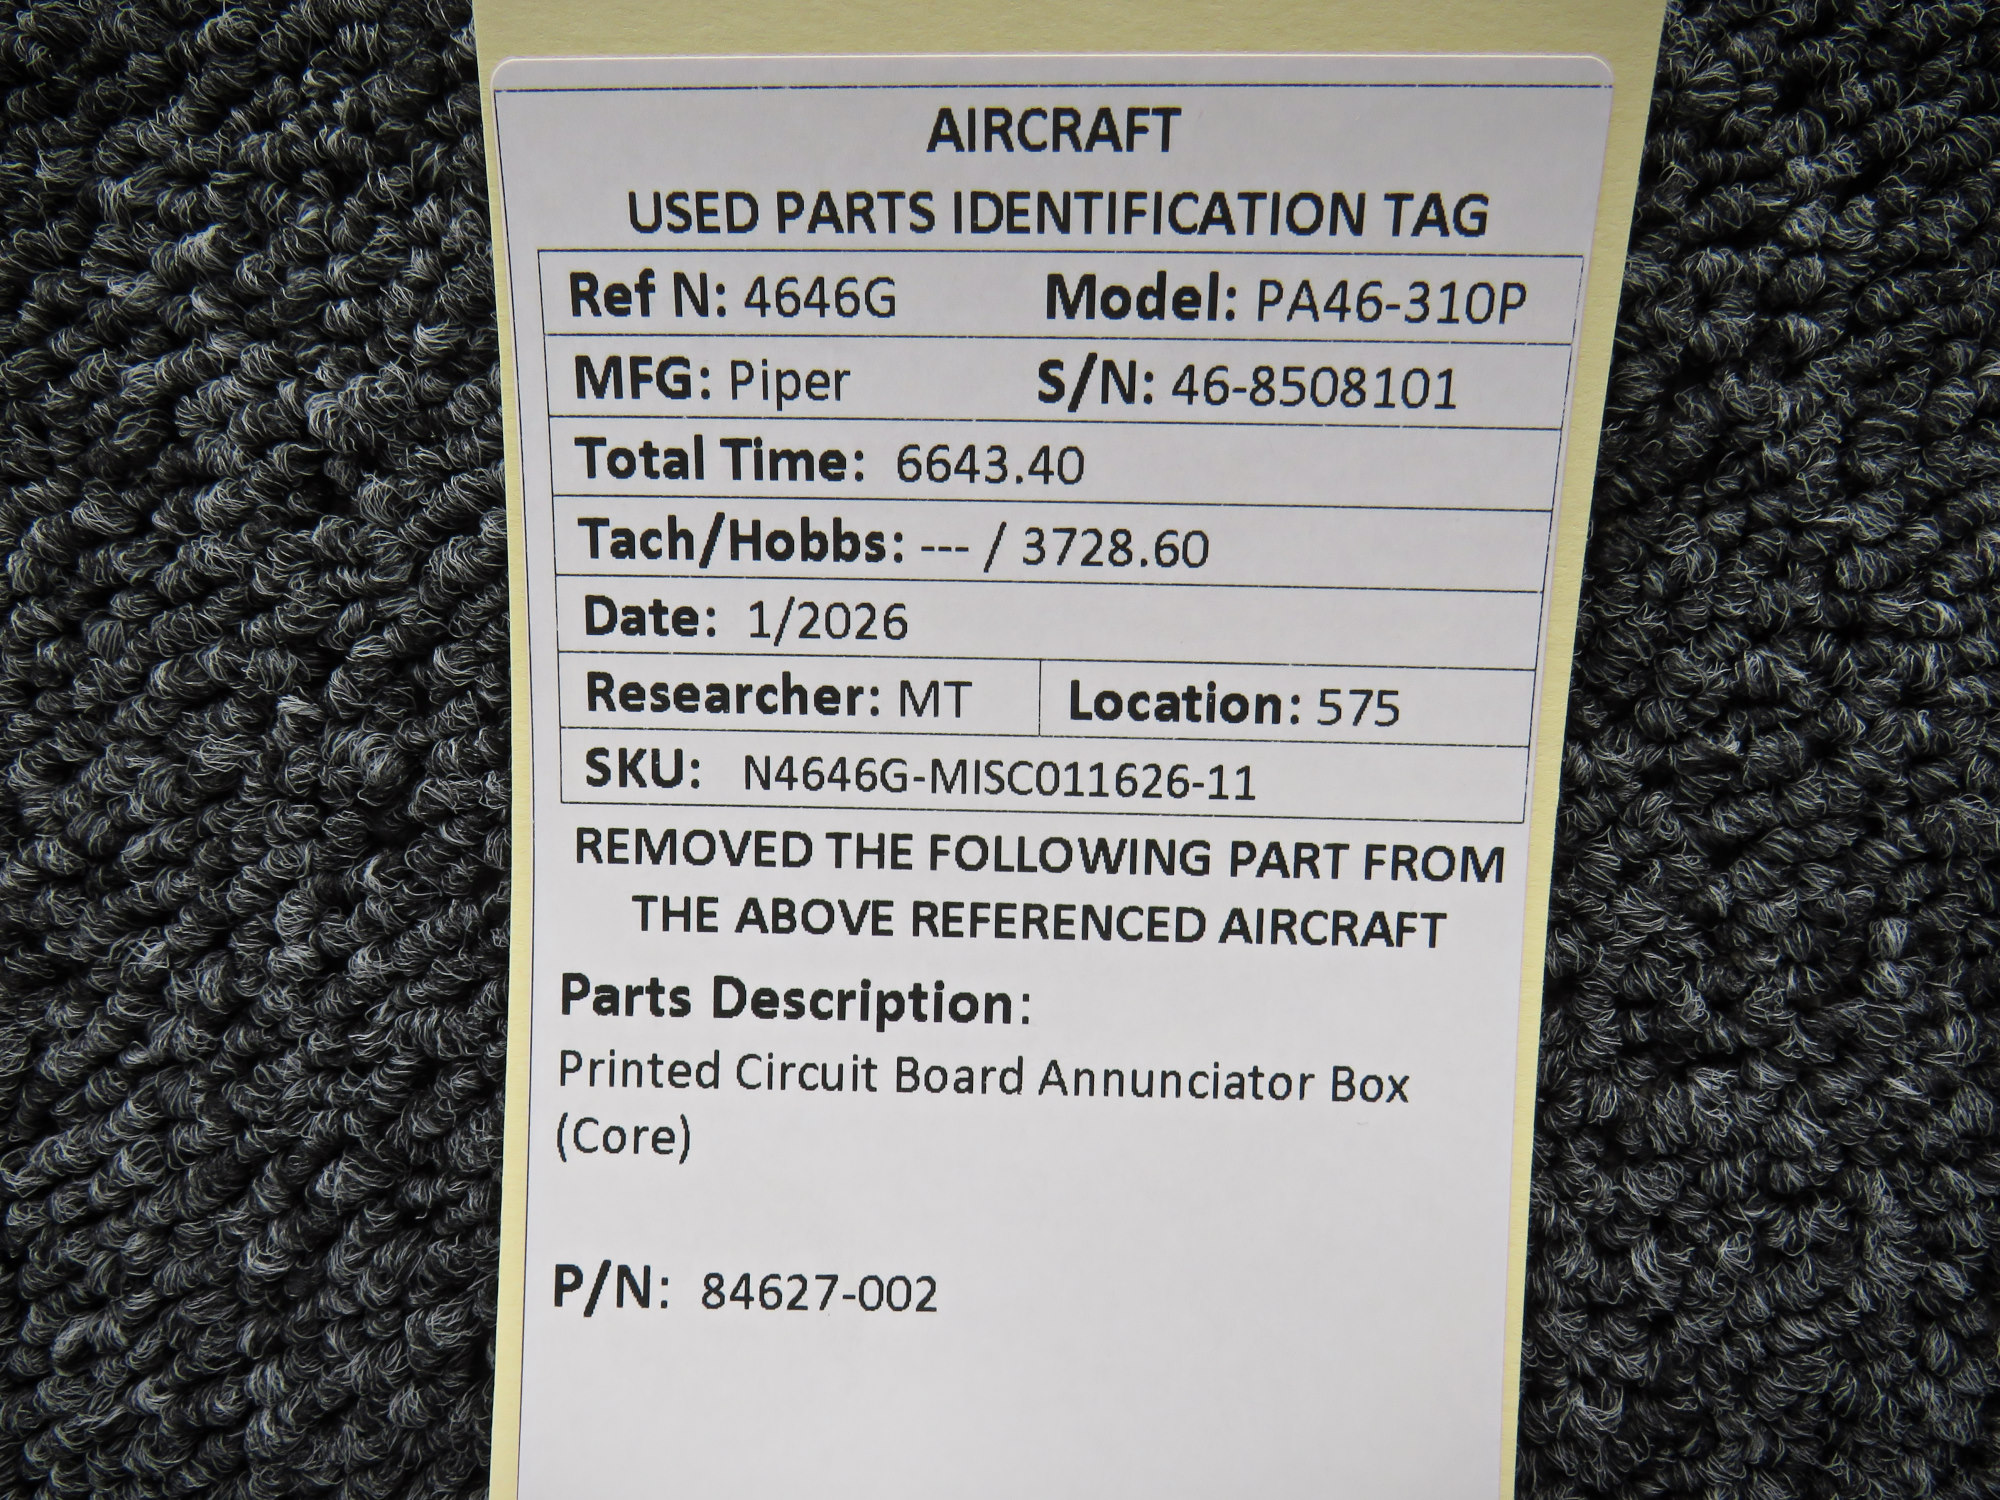 AIRCRAFT
USED PARTS IDENTIFICATION TAG
Ref N: 4646G Model: PA46-310P
MFG: Piper S/N: 46-8508101
Total Time: 6643.40
Tach/Hobbs: --- / 3728.60
Date: 1/2026
Researcher: MT Location: 575
SKU: N4646G-MISC011626-11
REMOVED THE FOLLOWING PART FROM
THE ABOVE REFERENCED AIRCRAFT
Parts Description:
Printed Circuit Board Annunciator Box
(Core)
P/N: 84627-002